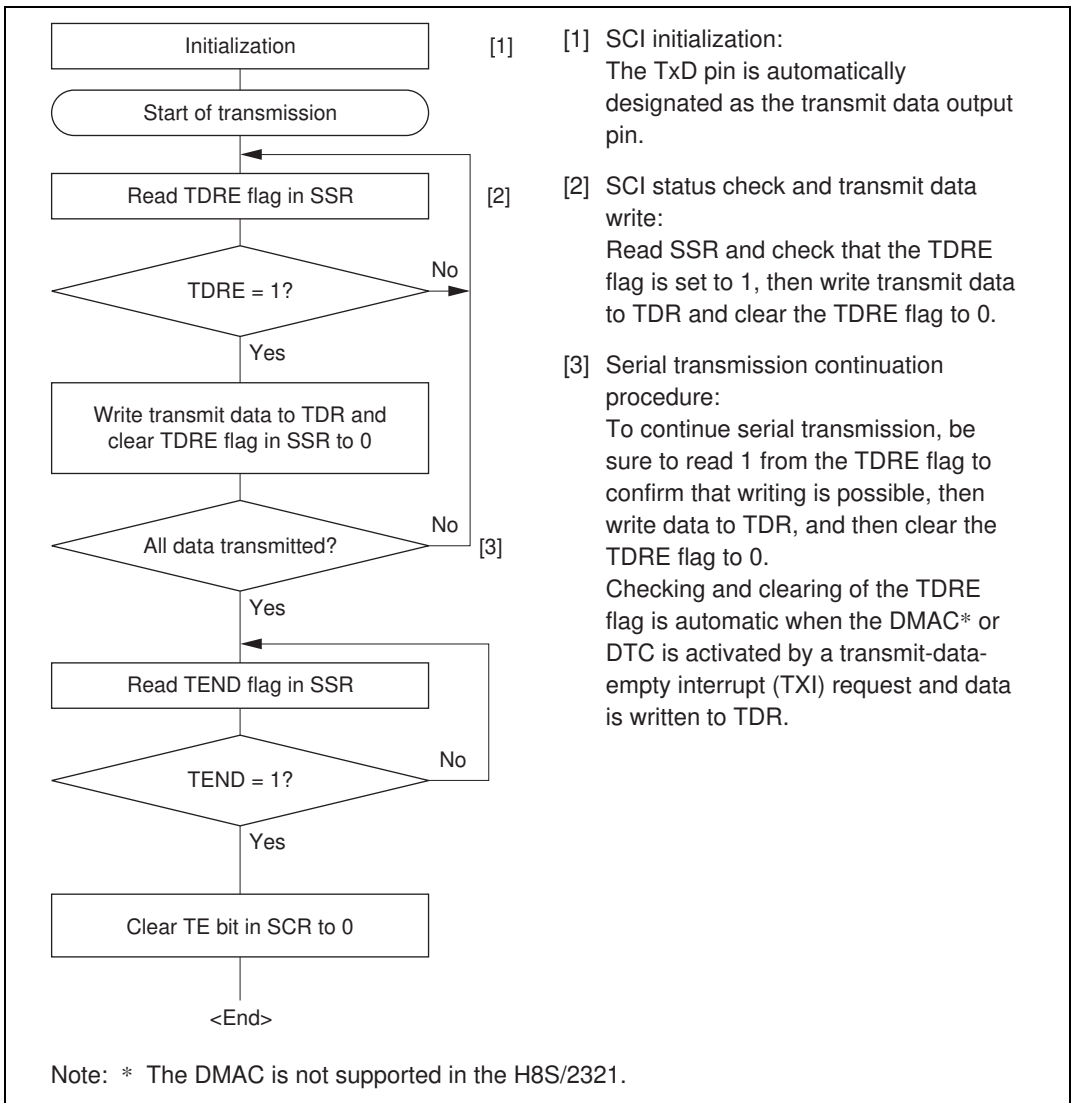 Initialization
[1]
Start of transmission
Read TDRE flag in SSR
[2]
TDRE = 1?
No
Yes
Write transmit data to TDR and
clear TDRE flag in SSR to 0
All data transmitted?
No
[3]
Yes
Read TEND flag in SSR
TEND = 1?
No
Yes
Clear TE bit in SCR to 0
<End>
[1] SCI initialization:
The TxD pin is automatically
designated as the transmit data output
pin.
[2] SCI status check and transmit data
write:
Read SSR and check that the TDRE
flag is set to 1, then write transmit data
to TDR and clear the TDRE flag to 0.
[3] Serial transmission continuation
procedure:
To continue serial transmission, be
sure to read 1 from the TDRE flag to
confirm that writing is possible, then
write data to TDR, and then clear the
TDRE flag to 0.
Checking and clearing of the TDRE
flag is automatic when the DMAC* or
DTC is activated by a transmit-data-
empty interrupt (TXI) request and data
is written to TDR.
Note: * The DMAC is not supported in the H8S/2321.